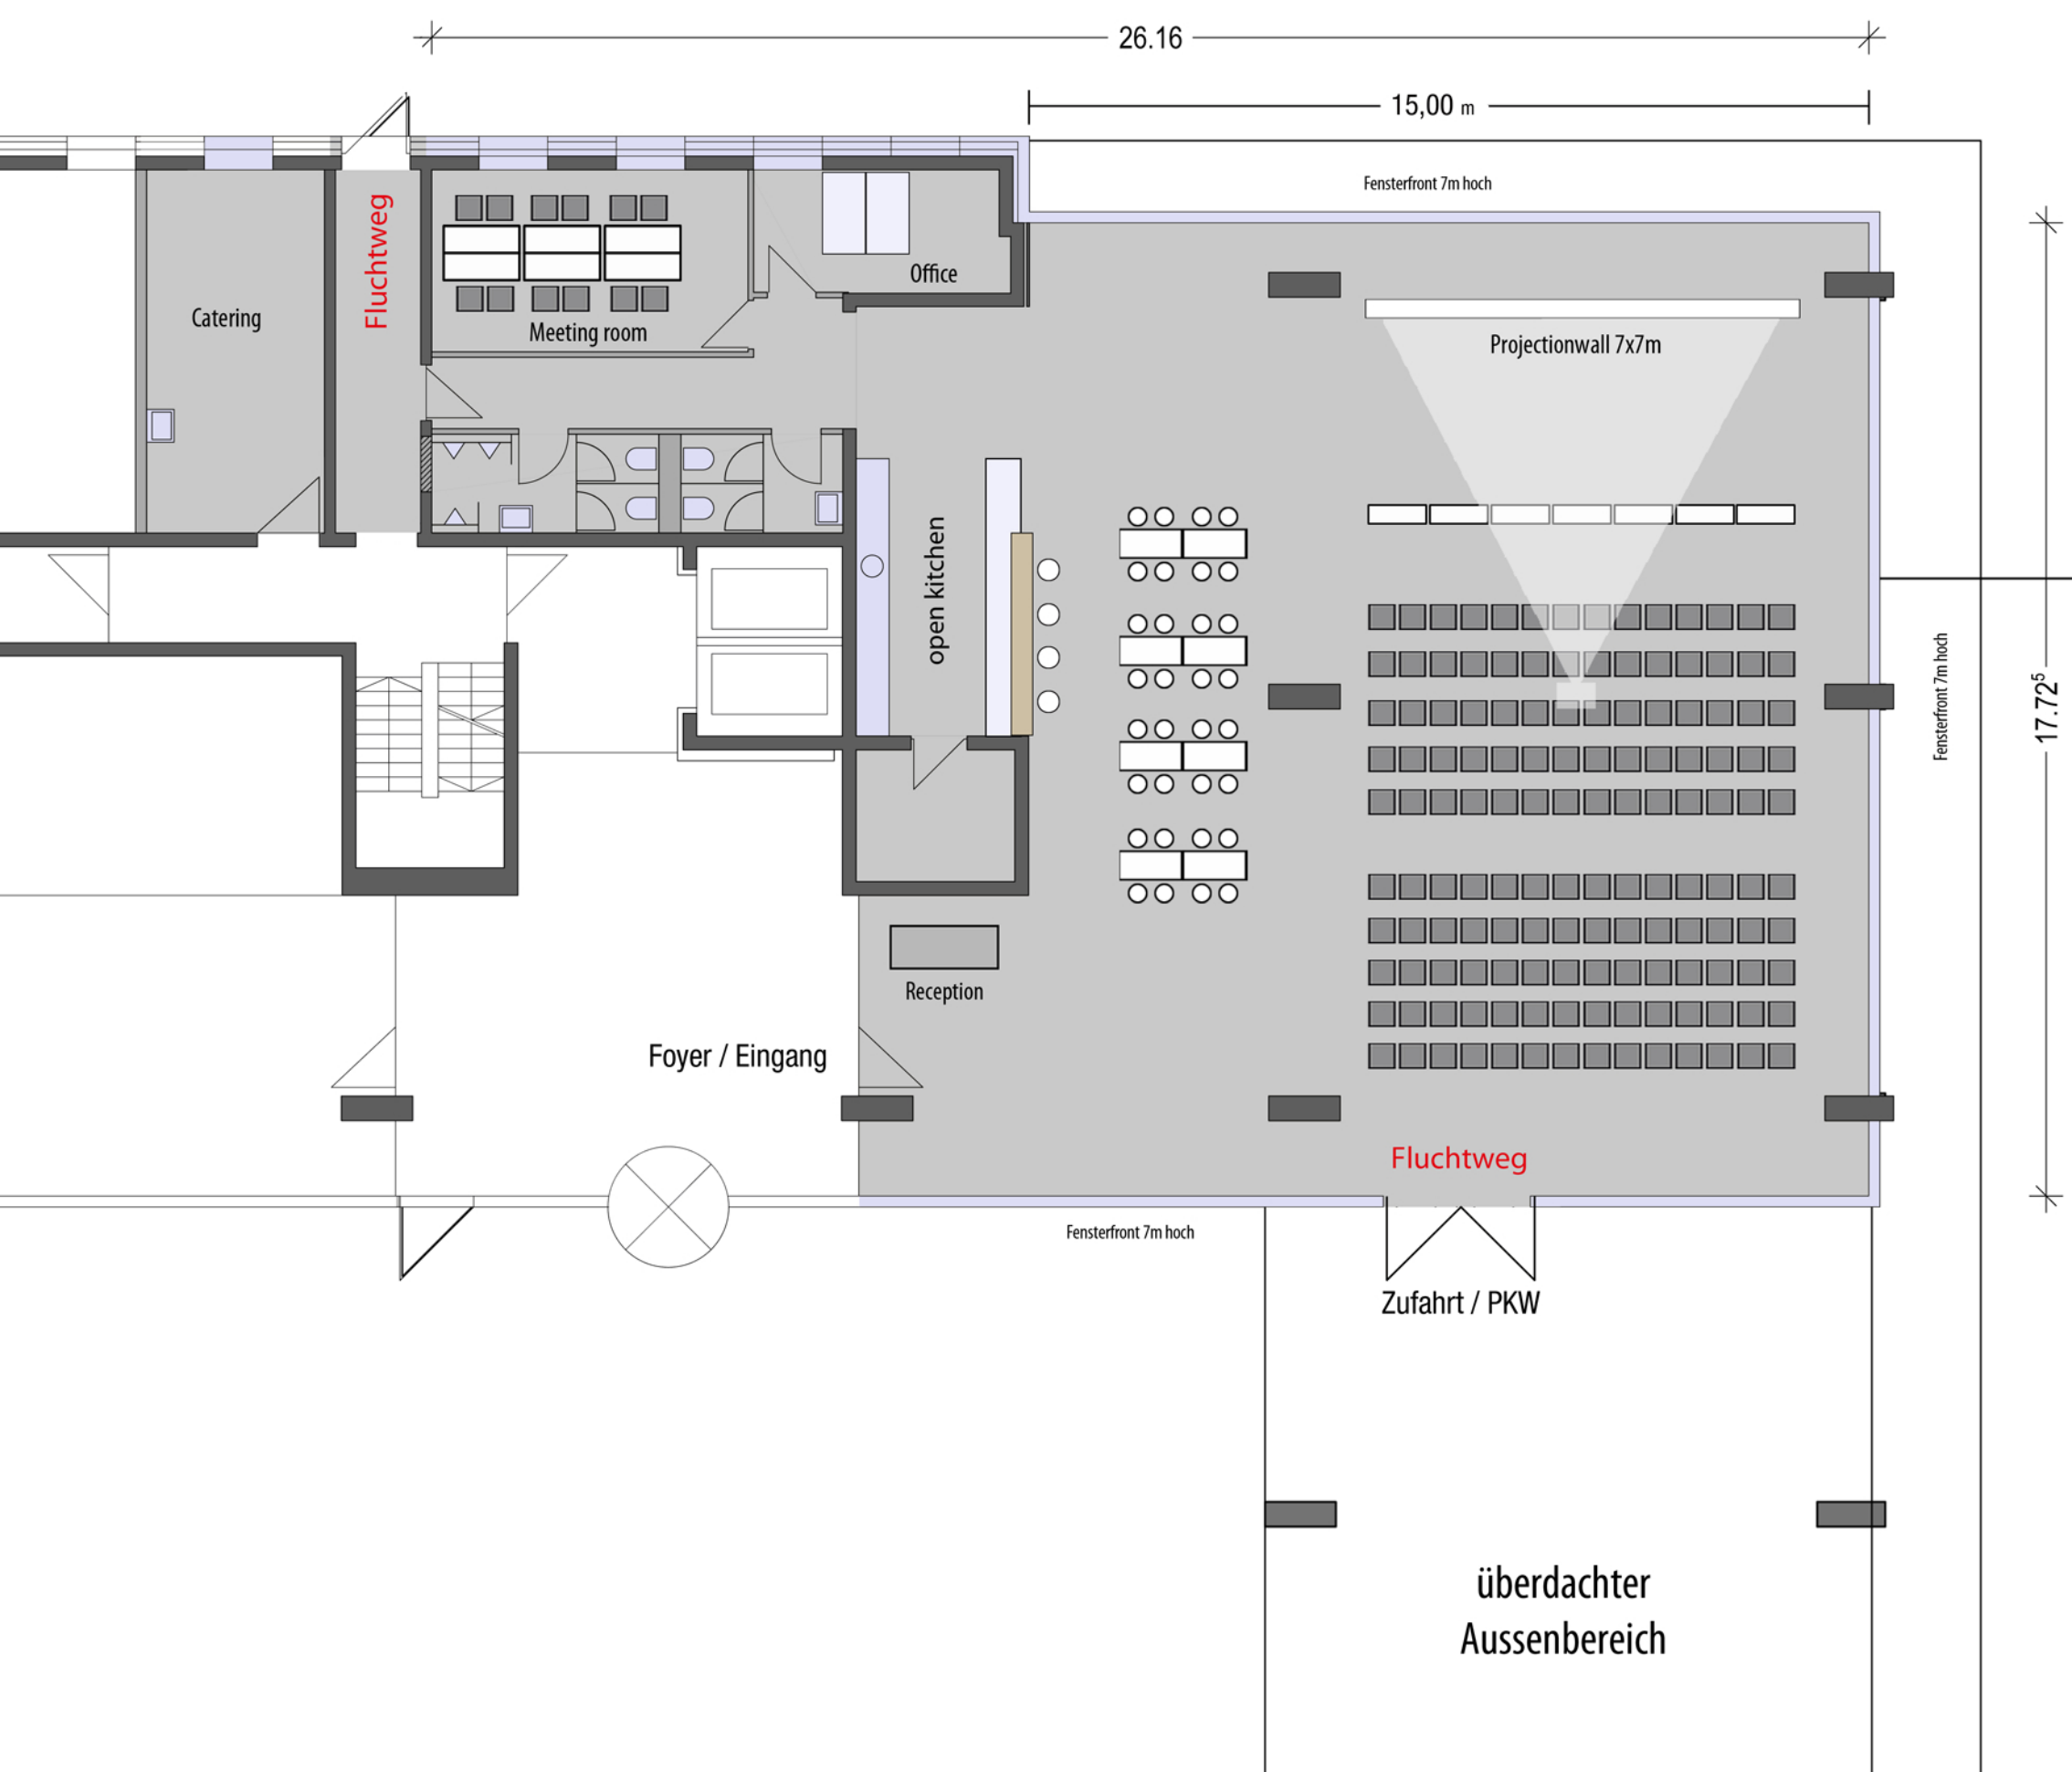 26.16
15,00 m
Fensterfront 7m hoch
Fluchtweg
Catering
Meeting room
Office
Projectionwall 7x7m
open kitchen
Fensterfront 7m hoch
17.72⁵
Reception
Foyer / Eingang
Fluchtweg
Fensterfront 7m hoch
Zufahrt / PKW
überdachter
Aussenbereich